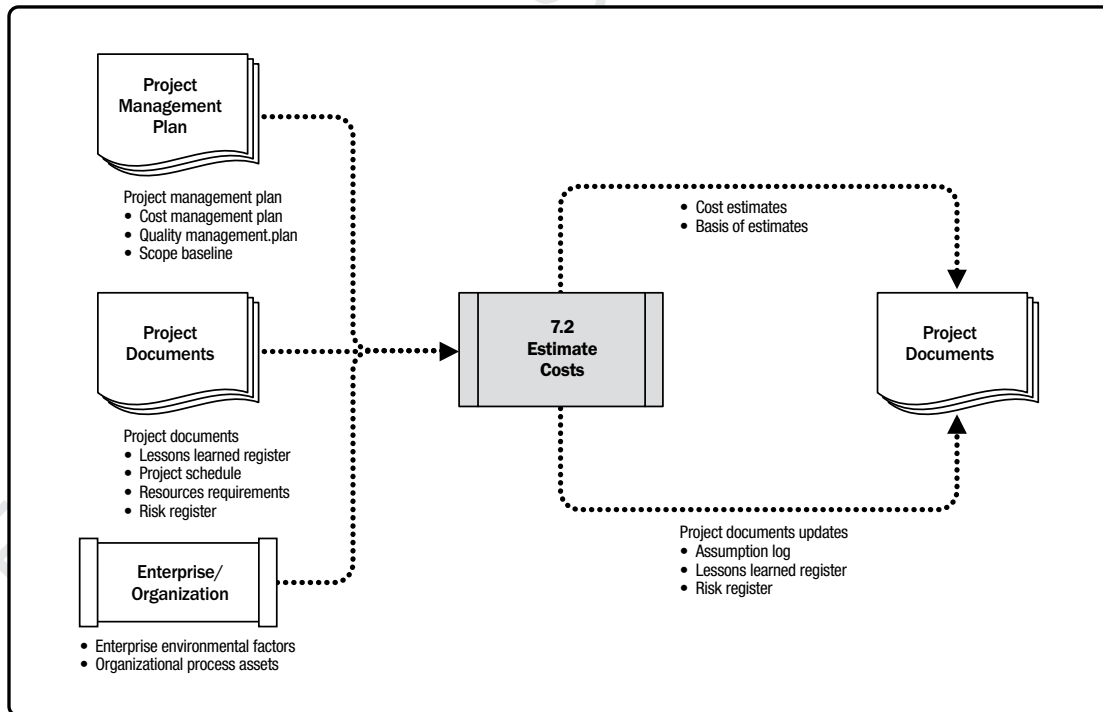 Project
Management
Plan
Project management plan
• Cost management plan
• Quality management.plan
• Scope baseline
Project
Documents
Project documents
• Lessons learned register
• Project schedule
• Resources requirements
• Risk register
Enterprise/
Organization
• Enterprise environmental factors
• Organizational process assets
7.2
Estimate
Costs
• Cost estimates
• Basis of estimates
Project
Documents
Project documents updates
• Assumption log
• Lessons learned register
• Risk register